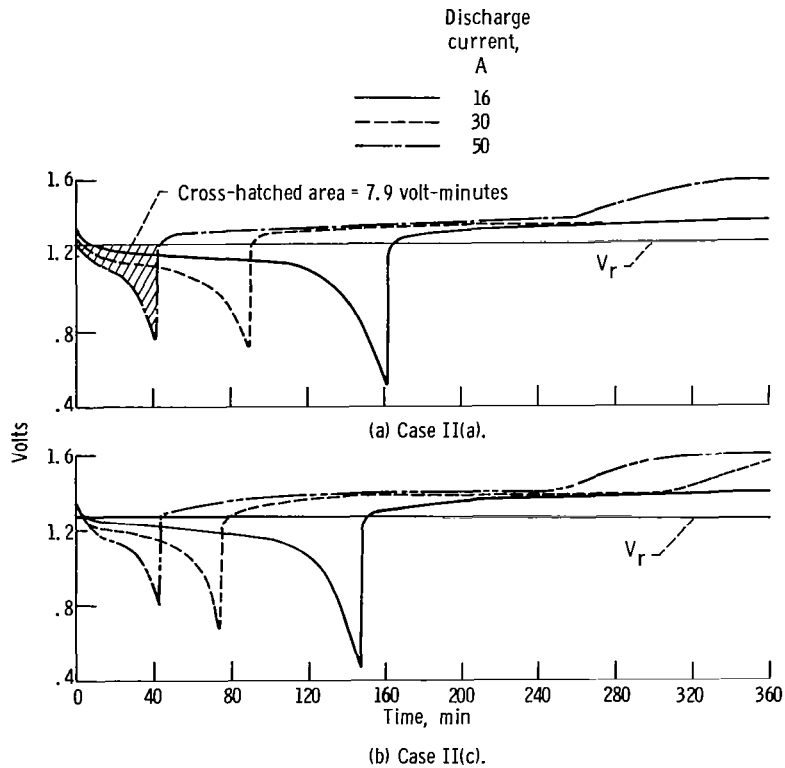 Discharge
current,
A
16
30
50
1.6
Cross-hatched area = 7.9 volt-minutes
1.2
Vr
.8
.4
(a) Case II(a).
Volts
1.6
1.2
Vr
.8
.4
0 40 80 120 160 200 240 280 320 360
Time, min
(b) Case II(c).